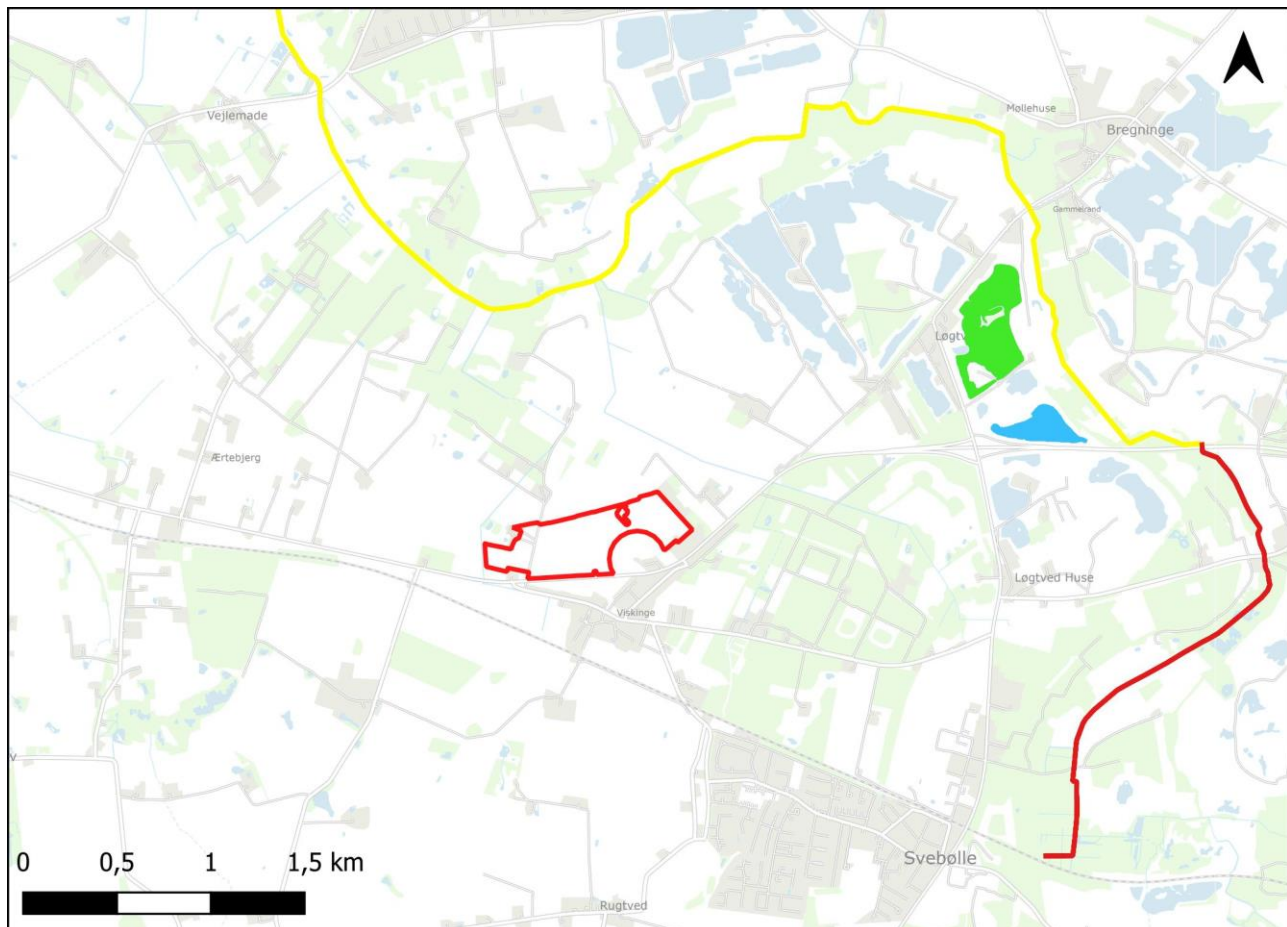 Vejlemade
Møllehuse
Bregninge
Gammelrand
Løgtv
Ærtebjerg
Løgtved Huse
Viskinge
Svebølle
Rugtved
0 0,5 1 1,5 km